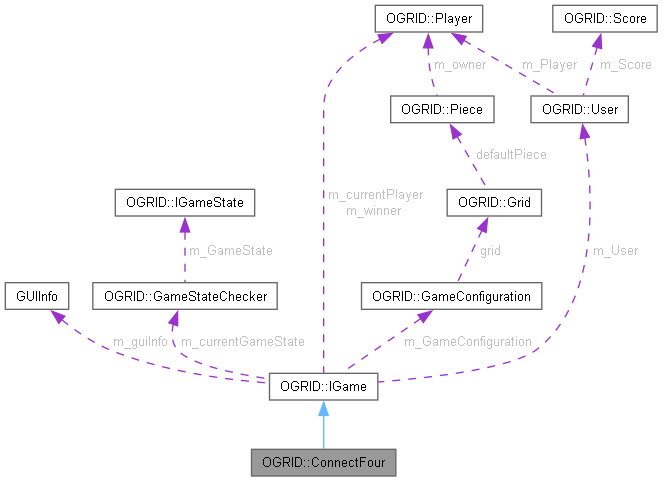 OGRID::Player
OGRID::Score
m_owner
m_Player
m_Score
OGRID::Piece
OGRID::User
defaultPiece
m_currentPlayer
m_winner
OGRID::IGameState
OGRID::Grid
m_GameState
grid
m_User
GUIInfo
OGRID::GameStateChecker
OGRID::GameConfiguration
m_guiInfo
m_currentGameState
m_GameConfiguration
OGRID::IGame
OGRID::ConnectFour